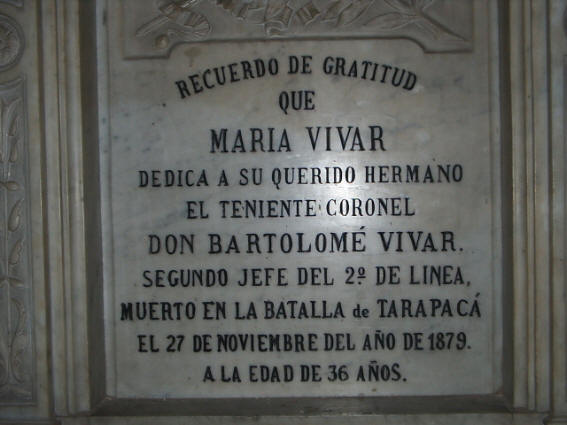 RECUERDO DE GRATITUD
QUE
MARIA VIVAR
DEDICA A SU QUERIDO HERMANO
EL TENIENTE CORONEL
DON BARTOLOMÉ VIVAR.
SEGUNDO JEFE DEL 2º DE LINEA,
MUERTO EN LA BATALLA de TARAPACÁ
EL 27 DE NOVIEMBRE DEL AÑO DE 1879.
A LA EDAD DE 36 AÑOS.